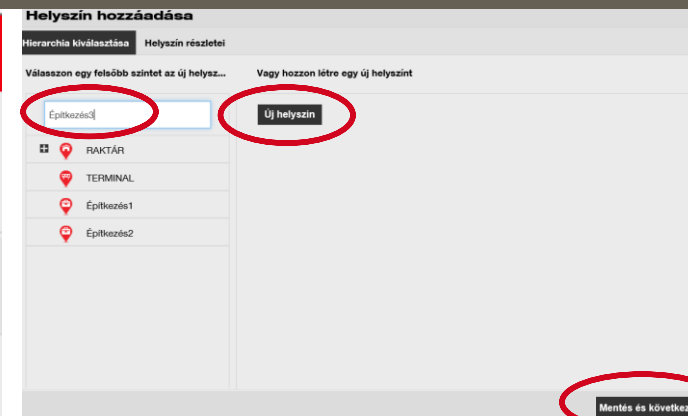 Helyszín hozzáadása
Hierarchia kiválasztása Helyszín részletei
Válasszon egy felsőbb szintet az új helysz... Vagy hozzon létre egy új helyszínt
Építkezés3 Új helyszín
RAKTÁR
TERMINAL
Építkezés1
Építkezés2
Mentés és